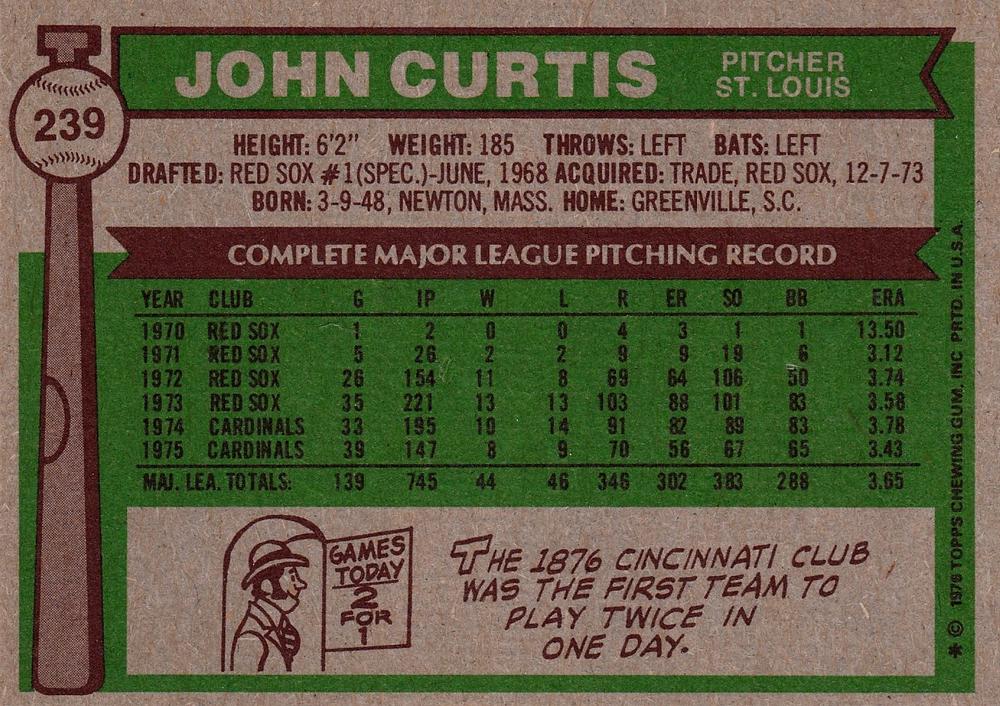 JOHN CURTIS
PITCHER
ST. LOUIS
239
HEIGHT: 6'2" WEIGHT: 185 THROWS: LEFT BATS: LEFT
DRAFTED: RED SOX #1(SPEC.)-JUNE, 1968 ACQUIRED: TRADE, RED SOX, 12-7-73
BORN: 3-9-48, NEWTON, MASS. HOME: GREENVILLE, S.C.
COMPLETE MAJOR LEAGUE PITCHING RECORD
YEAR CLUB G IP W L R ER SO BB ERA
1970 RED SOX 1 2 0 0 4 3 1 1 13.50
1971 RED SOX 5 26 2 2 9 9 19 6 3.12
1972 RED SOX 26 154 11 8 69 64 106 50 3.74
1973 RED SOX 35 221 13 13 103 88 101 83 3.58
1974 CARDINALS 33 195 10 14 91 82 89 83 3.78
1975 CARDINALS 39 147 8 9 70 56 67 65 3.43
MAJ. LEA. TOTALS: 139 745 44 46 346 302 383 288 3.65
GAMES
TODAY
2
FOR
1
THE 1876 CINCINNATI CLUB
WAS THE FIRST TEAM TO
PLAY TWICE IN
ONE DAY.
* © 1976 TOPPS CHEWING GUM, INC PRTD. IN U.S.A.